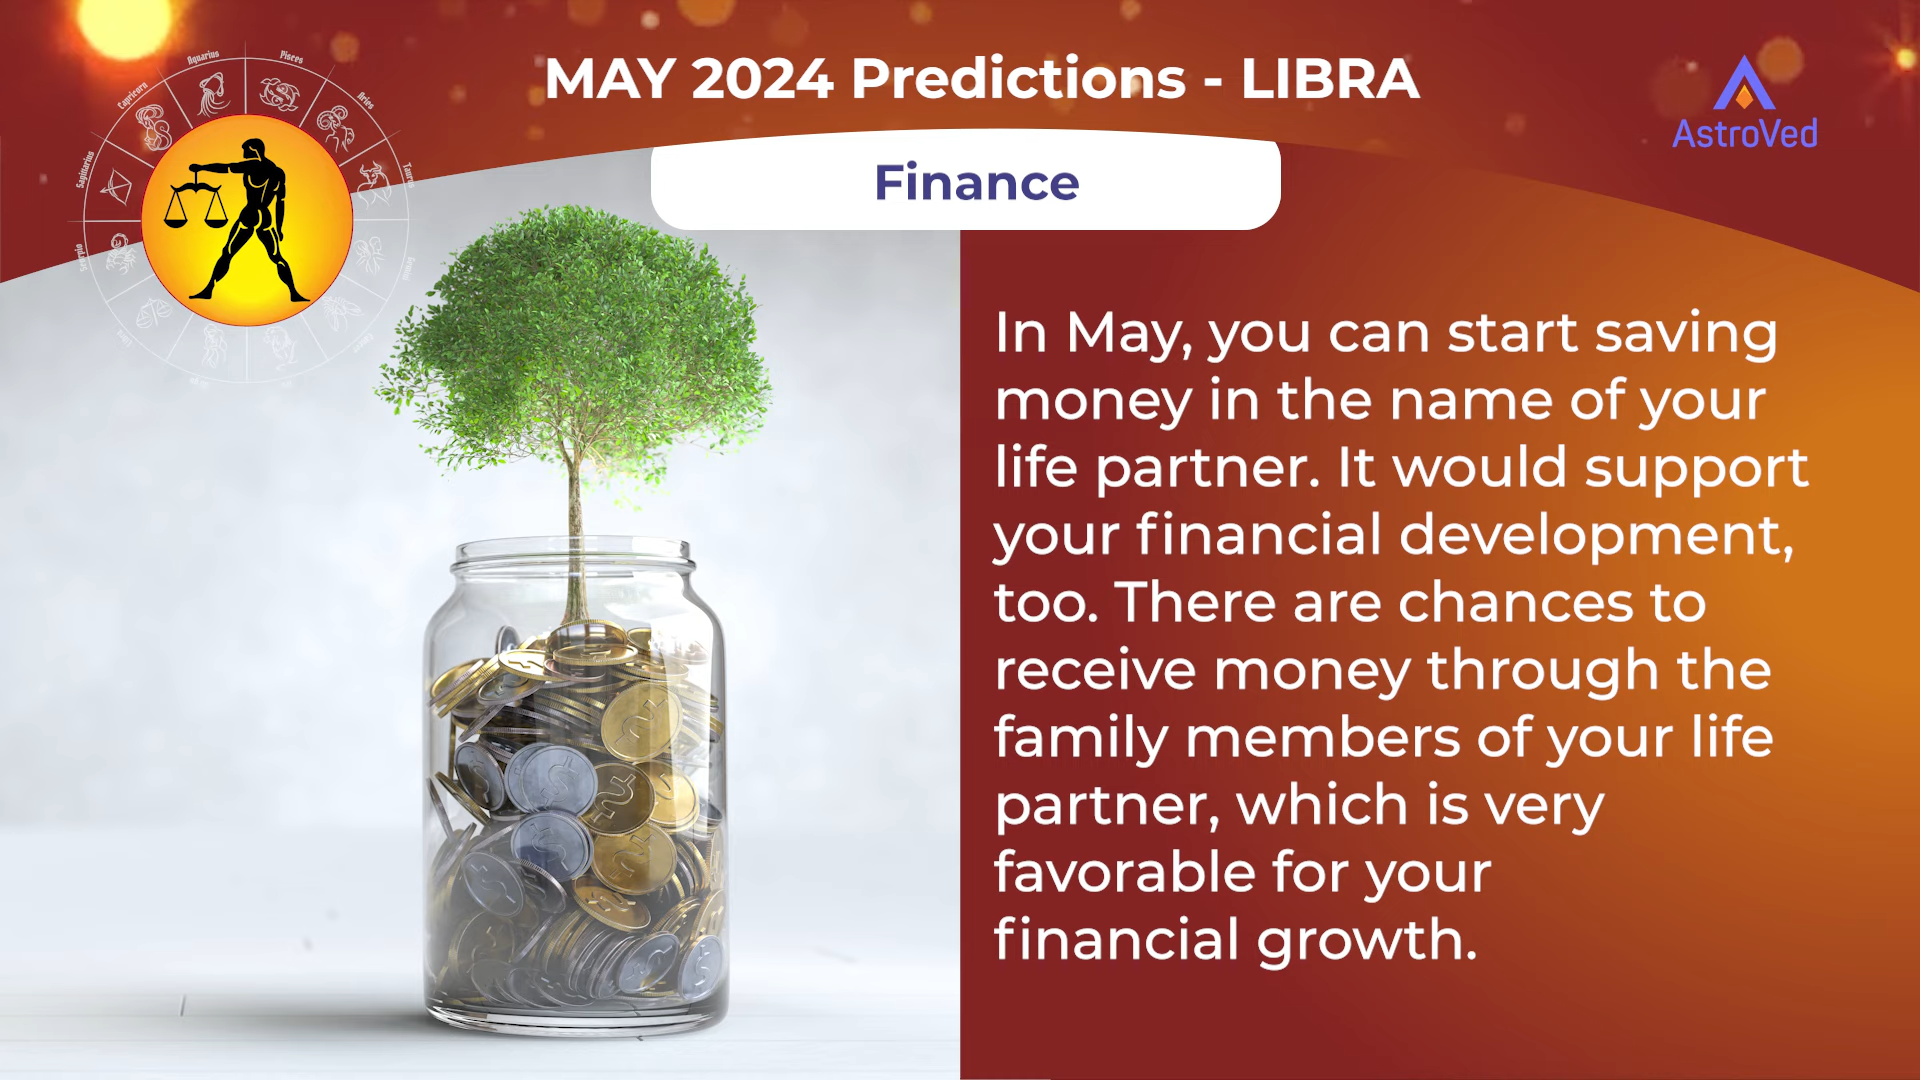 MAY 2024 Predictions - LIBRA
AstroVed
Finance
Aquarius
Pisces
Capricorn
Aries
Sagittarius
Taurus
Scorpio
Gemini
In May, you can start saving
money in the name of your
life partner. It would support
your financial development,
too. There are chances to
receive money through the
family members of your life
partner, which is very
favorable for your
financial growth.